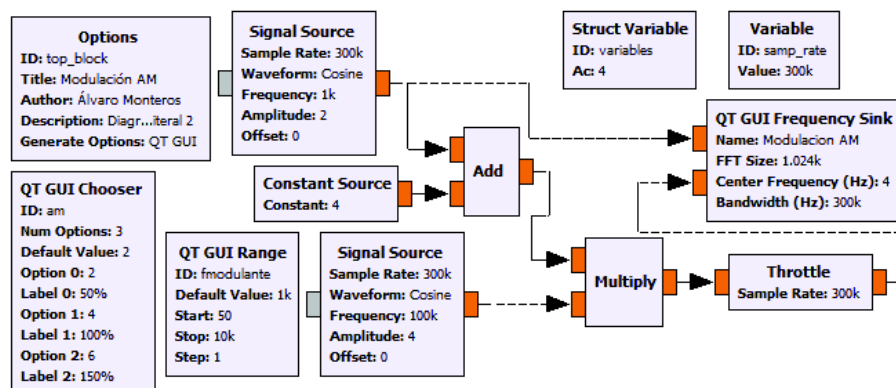 Options
ID: top_block
Title: Modulación AM
Author: Álvaro Monteros
Description: Diagr...iteral 2
Generate Options: QT GUI
Signal Source
Sample Rate: 300k
Waveform: Cosine
Frequency: 1k
Amplitude: 2
Offset: 0
Struct Variable
ID: variables
Ac: 4
Variable
ID: samp_rate
Value: 300k
QT GUI Frequency Sink
Name: Modulacion AM
FFT Size: 1.024k
Center Frequency (Hz): 4
Bandwidth (Hz): 300k
Add
Constant Source
Constant: 4
QT GUI Chooser
ID: am
Num Options: 3
Default Value: 2
Option 0: 2
Label 0: 50%
Option 1: 4
Label 1: 100%
Option 2: 6
Label 2: 150%
QT GUI Range
ID: fmodulante
Default Value: 1k
Start: 50
Stop: 10k
Step: 1
Signal Source
Sample Rate: 300k
Waveform: Cosine
Frequency: 100k
Amplitude: 4
Offset: 0
Multiply
Throttle
Sample Rate: 300k